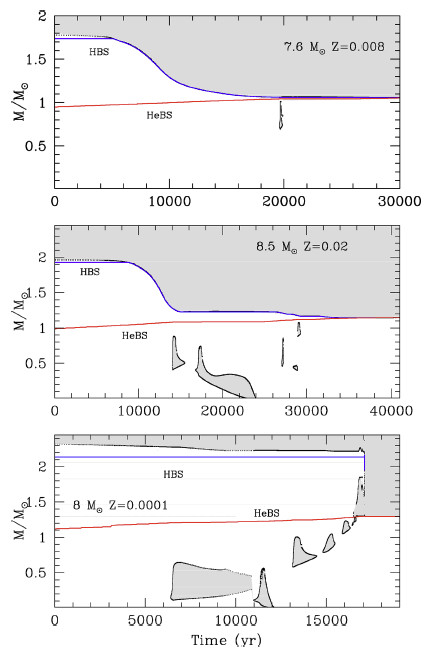 2
7.6 M⊙ Z=0.008
HBS
1.5
M/M⊙
1
HeBS
0.5
0 10000 20000 30000
2
8.5 M⊙ Z=0.02
HBS
1.5
M/M⊙
1
HeBS
0.5
0 10000 20000 30000 40000
2
HBS
1.5
8 M⊙ Z=0.0001
HeBS
M/M⊙
1
0.5
0 5000 10000 15000
Time (yr)